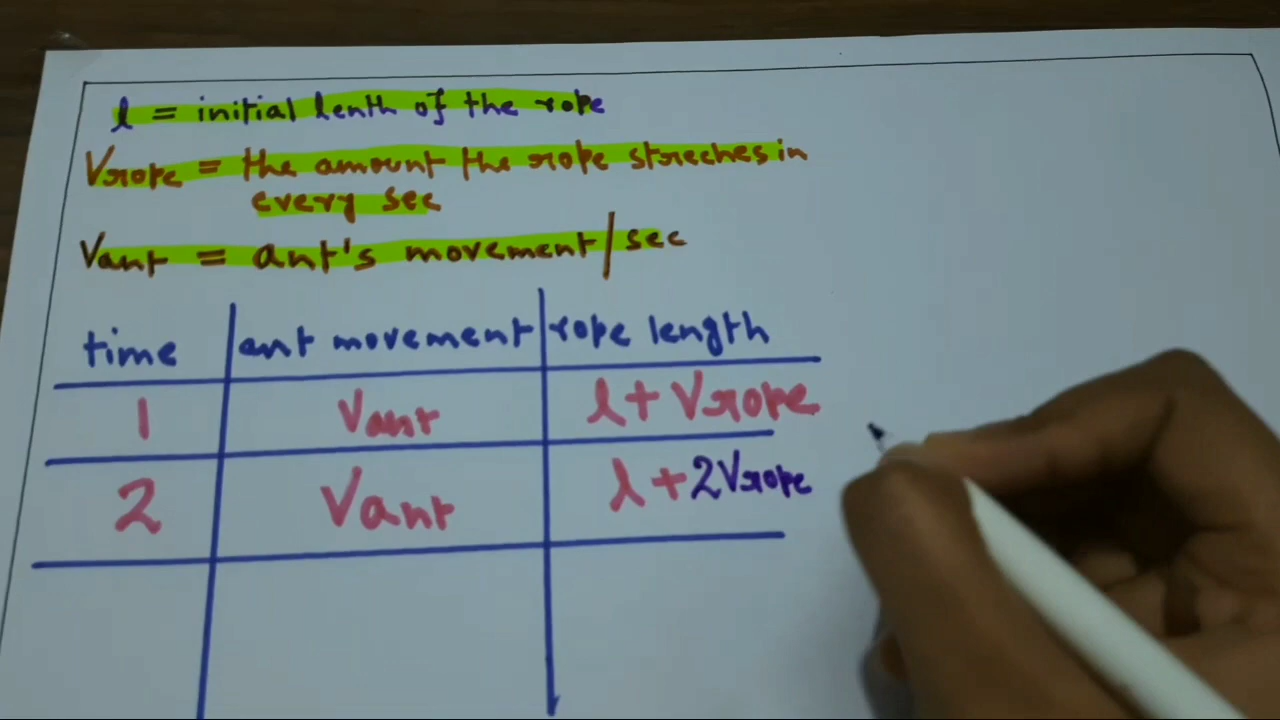 l = initial lenth of the rope
Vrope = the amount the rope streches in
every sec
Vant = ant's movement/sec
time ant movement rope length
1 Vant l + Vrope
2 Vant l + 2Vrope